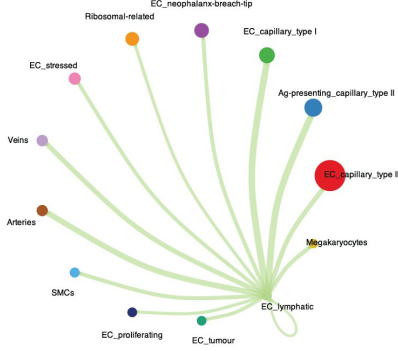 EC_neophalanx-breach-tip
Ribosomal-related
EC_capillary_type I
EC_stressed
Ag-presenting_capillary_type II
Veins
EC_capillary_type II
Arteries
Megakaryocytes
SMCs
EC_lymphatic
EC_proliferating
EC_tumour